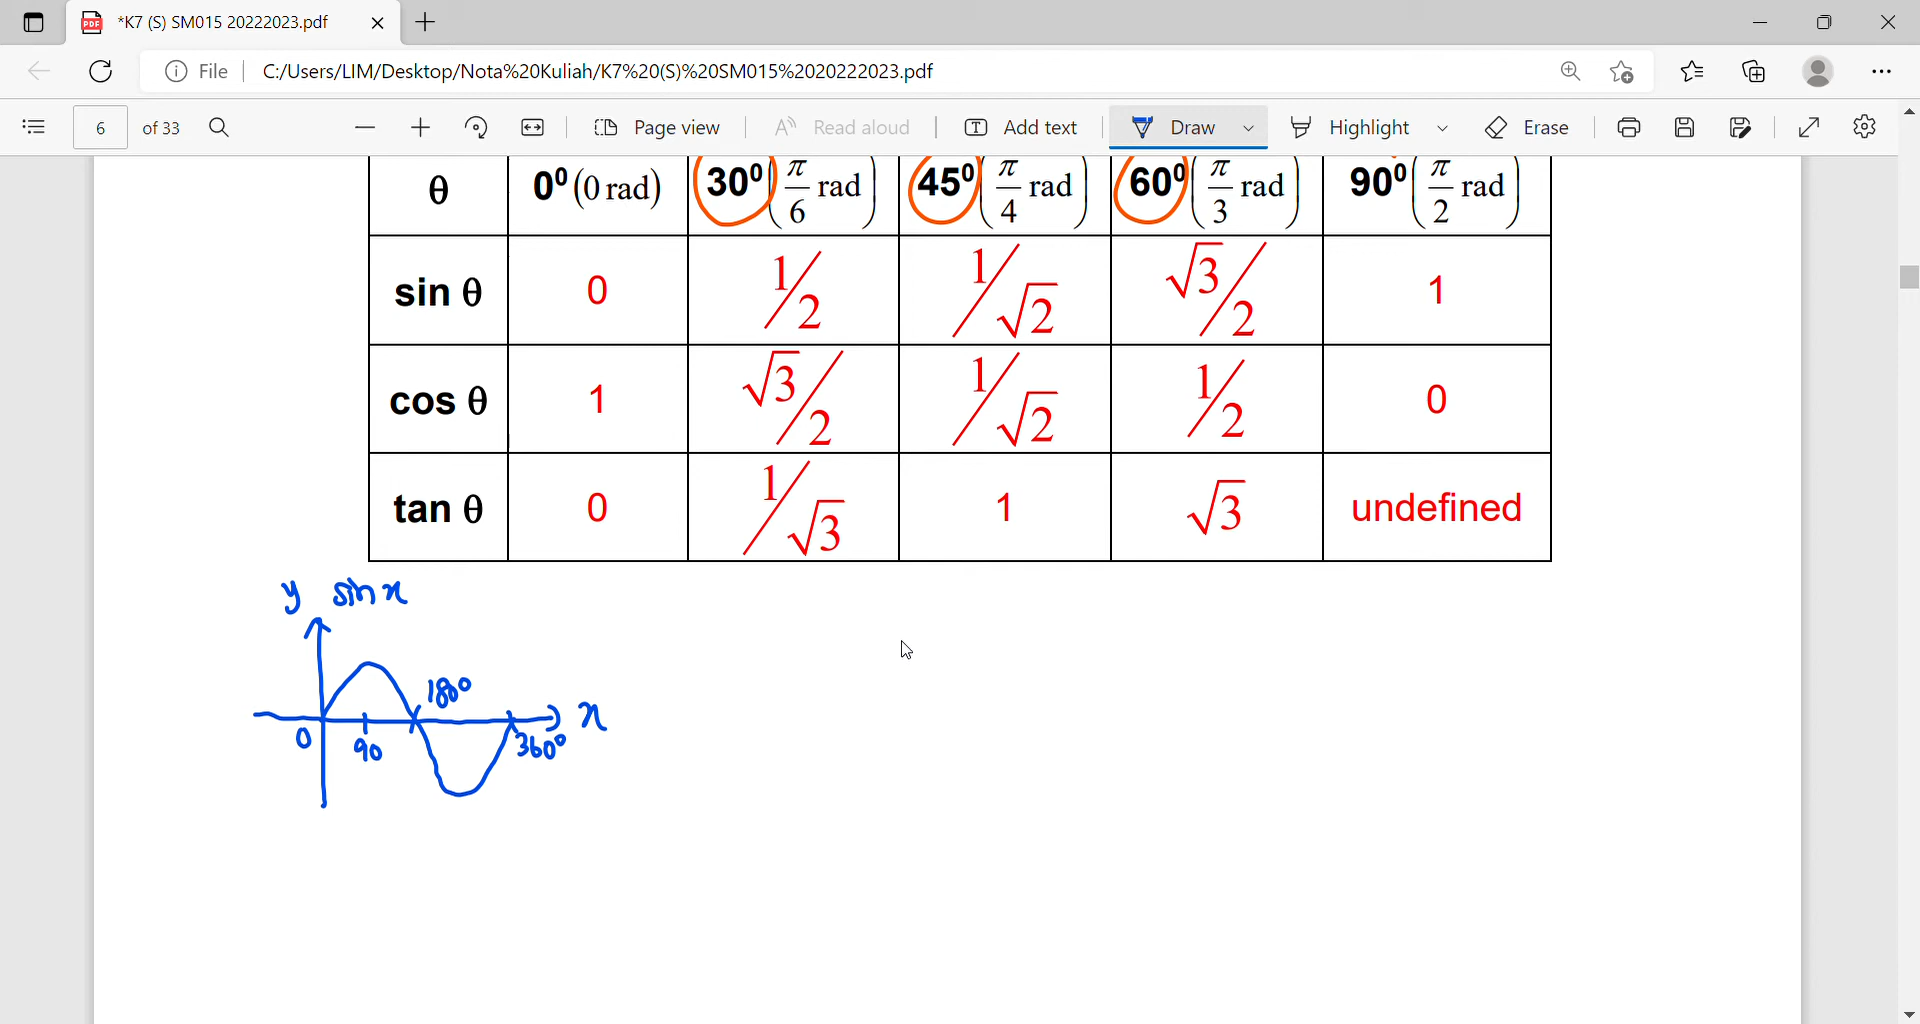 *K7 (S) SM015 20222023.pdf
File C:/Users/LIM/Desktop/Nota%20Kuliah/K7%20(S)%20SM015%2020222023.pdf
6 of 33 Page view Read aloud Add text Draw Highlight Erase
θ 0⁰ (0 rad) 30⁰ (π/6 rad) 45⁰ (π/4 rad) 60⁰ (π/3 rad) 90⁰ (π/2 rad)
sin θ 0 1/2 1/√2 √3/2 1
cos θ 1 √3/2 1/√2 1/2 0
tan θ 0 1/√3 1 √3 undefined
y sin x
180°
x
0 90 360°